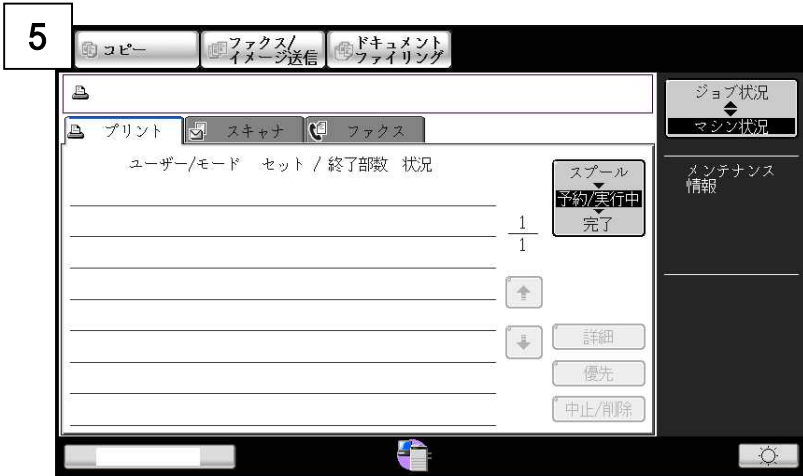 5
コピー
ファクス/
イメージ送信
ドキュメント
ファイリング
プリント
スキャナ
ファクス
ユーザー/モード セット / 終了部数 状況
1
1
スプール
予約/実行中
完了
詳細
優先
中止/削除
ジョブ状況
マシン状況
メンテナンス
情報